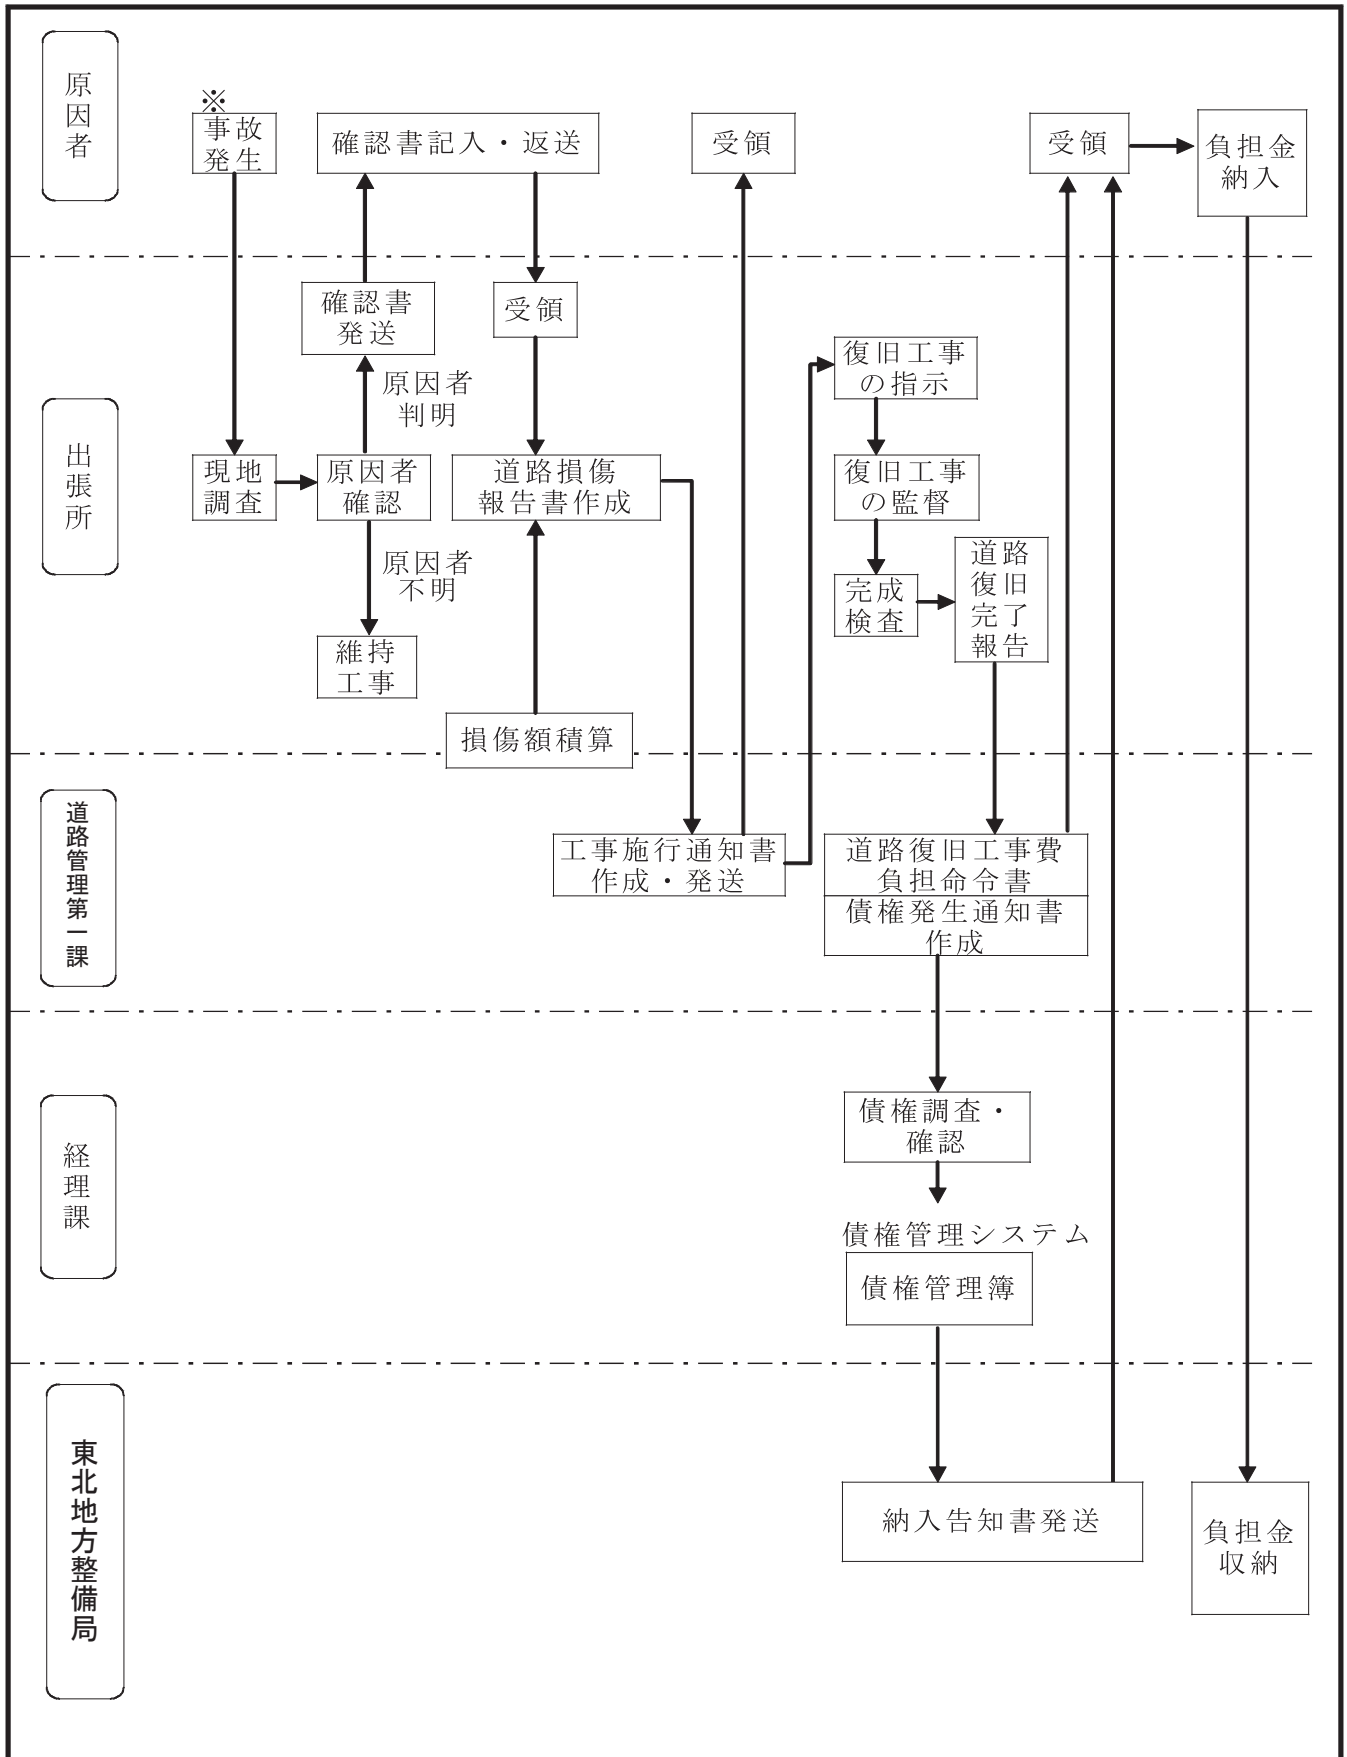 原因者
※
事故
発生
確認書記入・返送
受領
受領
負担金
納入
出張所
確認書
発送
受領
原因者
判明
現地
調査
原因者
確認
道路損傷
報告書作成
原因者
不明
維持
工事
損傷額積算
復旧工事
の指示
復旧工事
の監督
完成
検査
道路
復旧
完了
報告
道路管理第一課
工事施行通知書
作成・発送
道路復旧工事費
負担命令書
債権発生通知書
作成
経理課
債権調査・
確認
債権管理システム
債権管理簿
東北地方整備局
納入告知書発送
負担金
収納